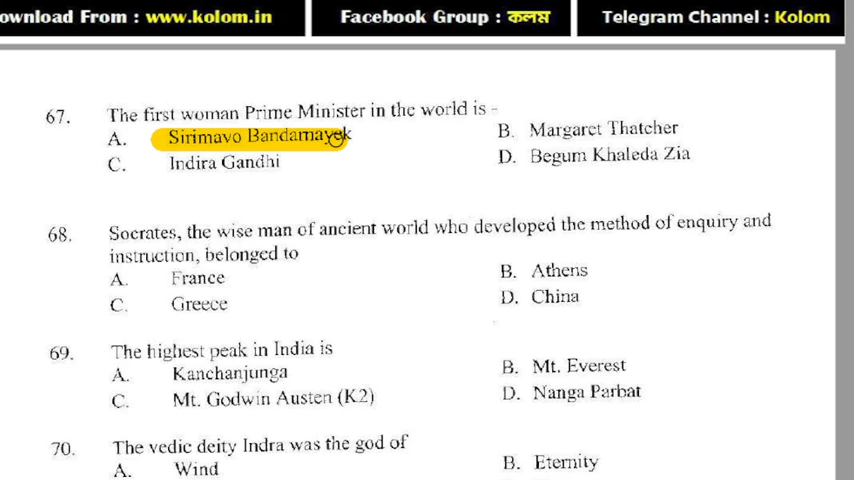 ownload From : www.kolom.in Facebook Group : কলম Telegram Channel : Kolom
67. The first woman Prime Minister in the world is -
A. Sirimavo Bandarnayek B. Margaret Thatcher
C. Indira Gandhi D. Begum Khaleda Zia
68. Socrates, the wise man of ancient world who developed the method of enquiry and
instruction, belonged to
A. France B. Athens
C. Greece D. China
69. The highest peak in India is
A. Kanchanjunga B. Mt. Everest
C. Mt. Godwin Austen (K2) D. Nanga Parbat
70. The vedic deity Indra was the god of
A. Wind B. Eternity